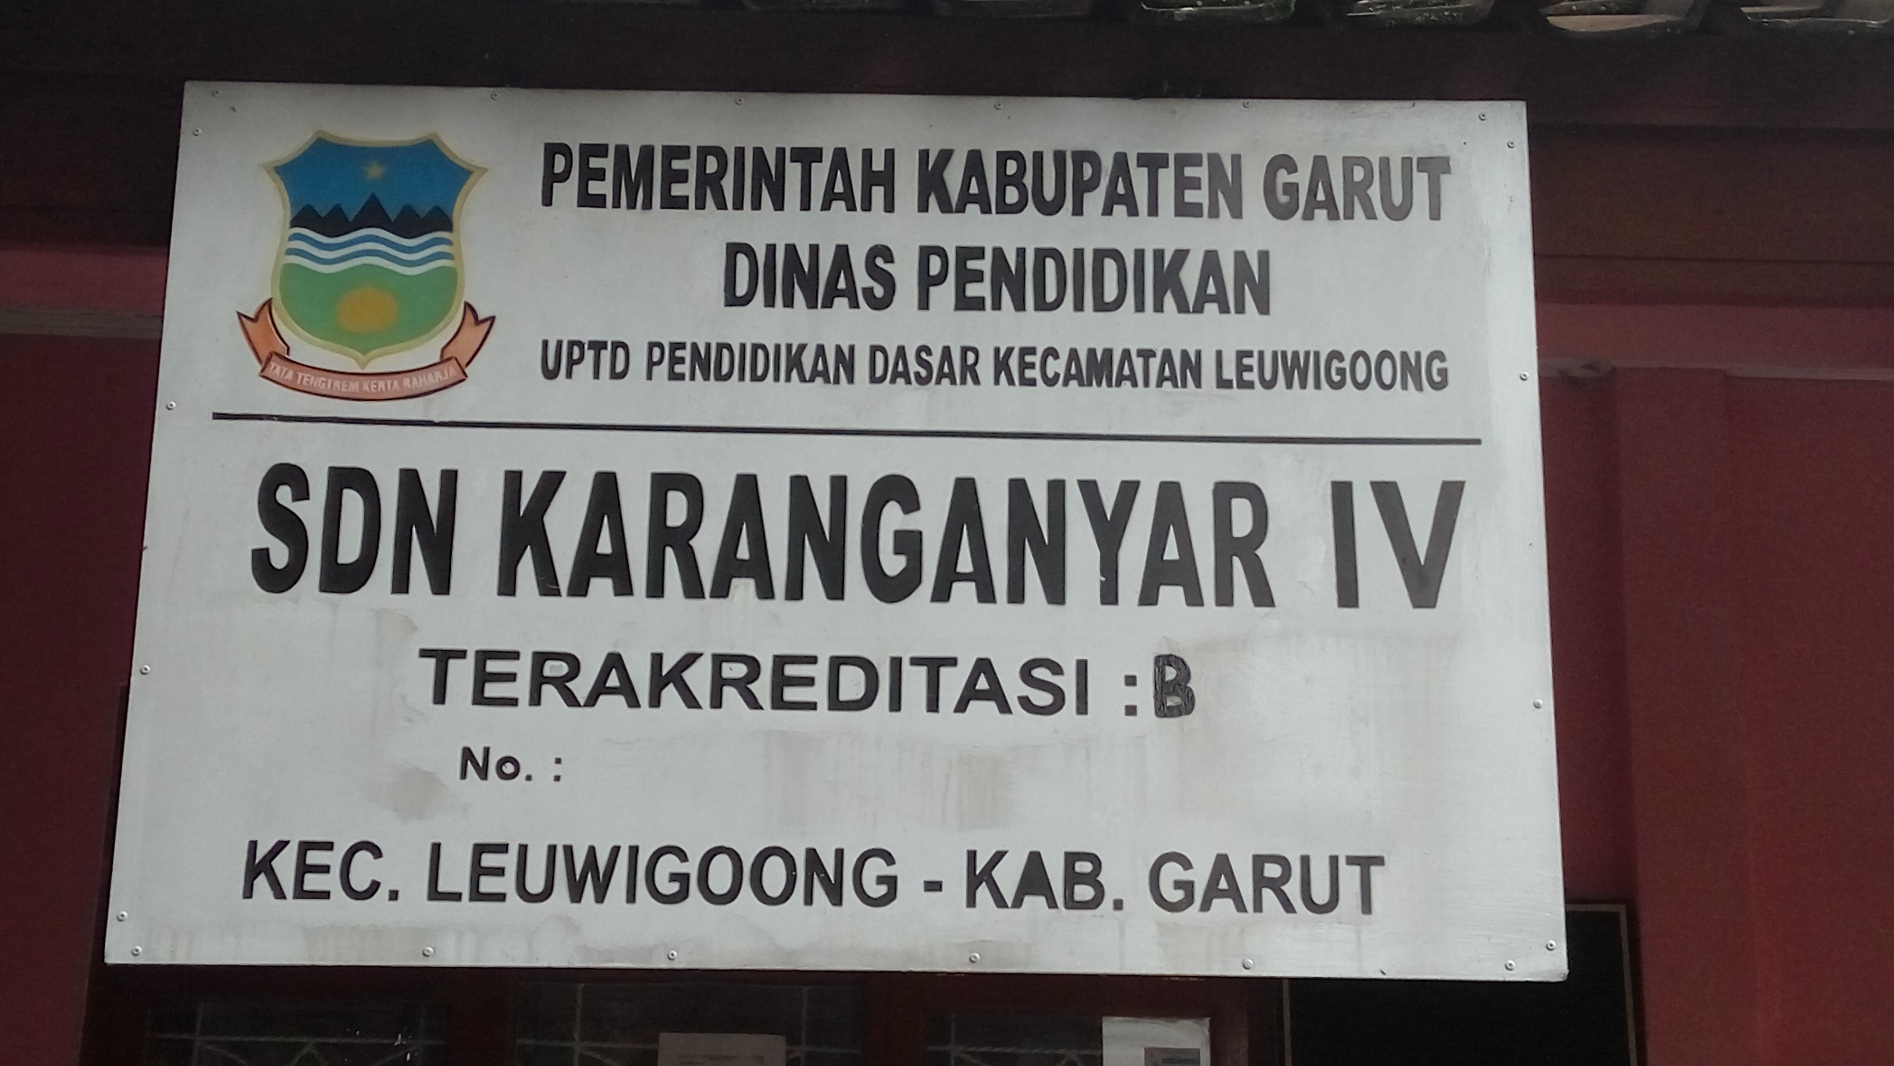 PEMERINTAH KABUPATEN GARUT
DINAS PENDIDIKAN
UPTD PENDIDIKAN DASAR KECAMATAN LEUWIGOONG
TATA TENGTREM KERTA RAHARJA
SDN KARANGANYAR IV
TERAKREDITASI : B
No. :
KEC. LEUWIGOONG - KAB. GARUT